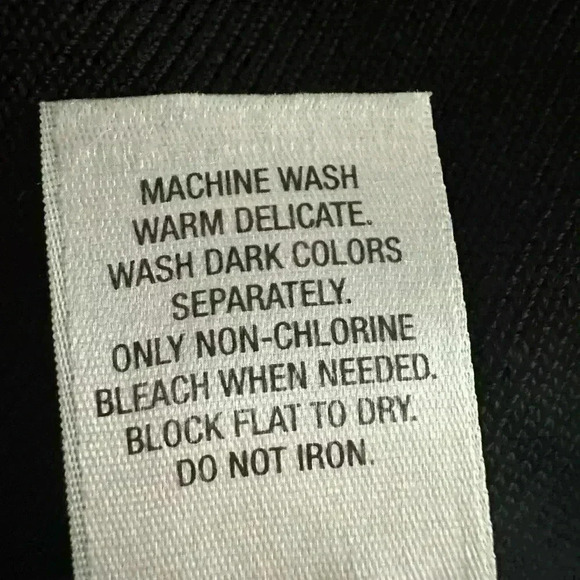 MACHINE WASH
WARM DELICATE.
WASH DARK COLORS
SEPARATELY.
ONLY NON-CHLORINE
BLEACH WHEN NEEDED.
BLOCK FLAT TO DRY.
DO NOT IRON.